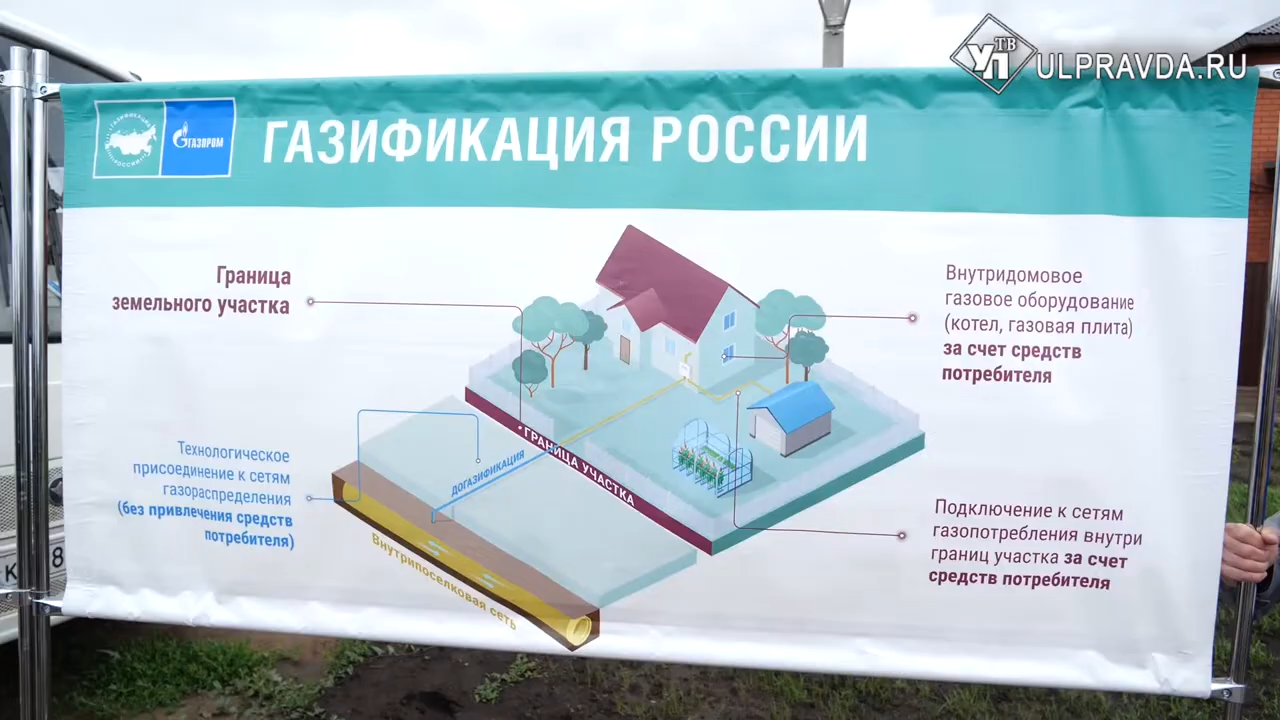 УП ТВ
ULPRAVDA.RU
ГАЗИФИКАЦИЯ
РОССИИ
ГАЗПРОМ
ГАЗИФИКАЦИЯ РОССИИ
Граница
земельного участка
Внутридомовое
газовое оборудование
(котел, газовая плита)
за счет средств
потребителя
Технологическое
присоединение к сетям
газораспределения
(без привлечения средств
потребителя)
ДОГАЗИФИКАЦИЯ
ГРАНИЦА УЧАСТКА
Внутрипоселковая сеть
Подключение к сетям
газопотребления внутри
границ участка за счет
средств потребителя